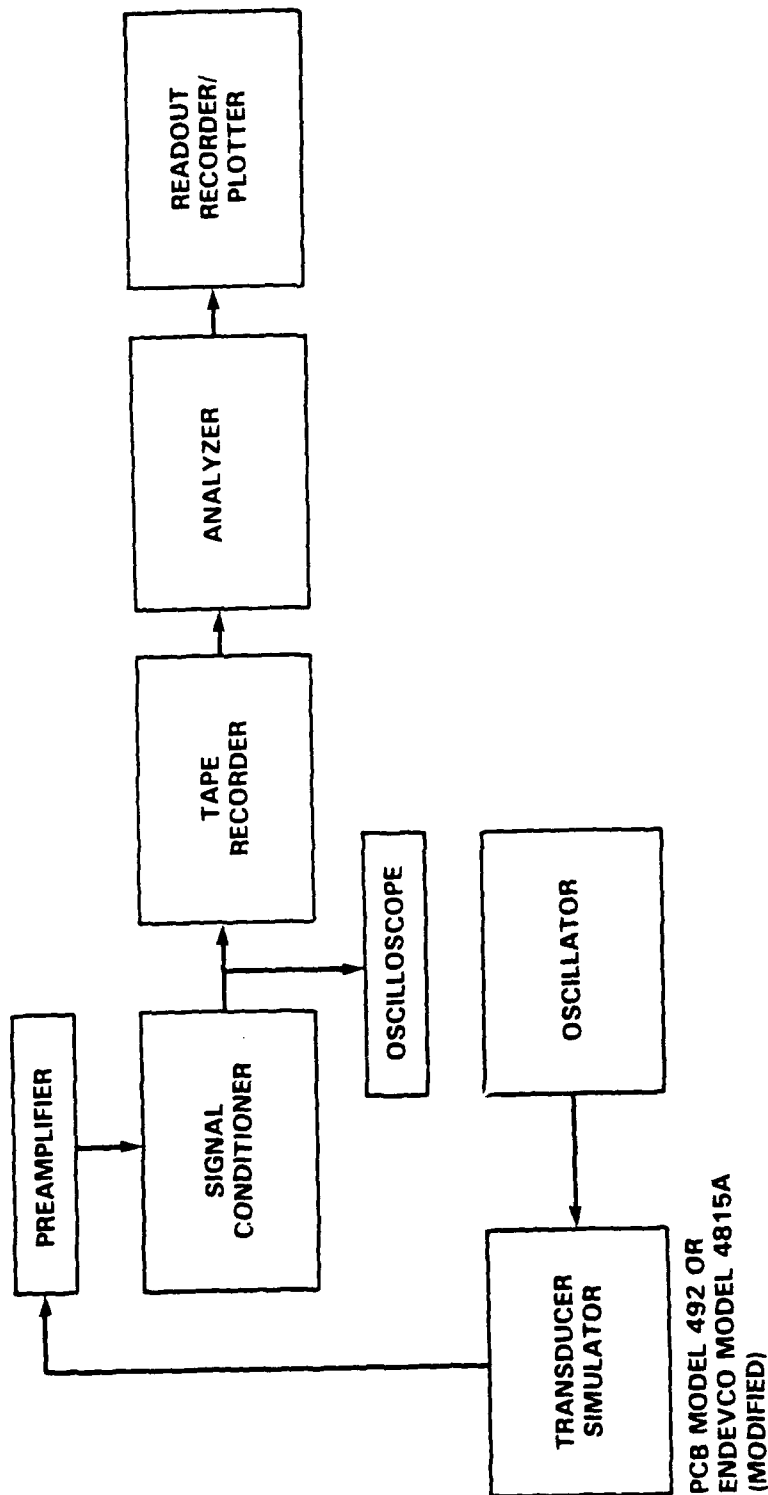 PREAMPLIFIER
SIGNAL
CONDITIONER
TAPE
RECORDER
ANALYZER
READOUT
RECORDER/
PLOTTER
OSCILLOSCOPE
TRANSDUCER
SIMULATOR
OSCILLATOR
PCB MODEL 492 OR
ENDEVCO MODEL 4815A
(MODIFIED)